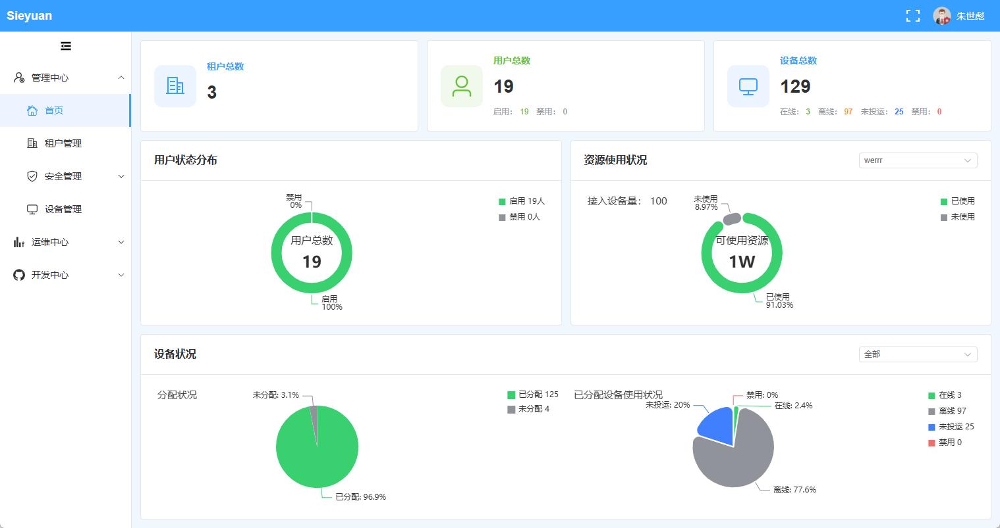 Sieyuan
朱世彪
管理中心
首页
租户管理
安全管理
设备管理
运维中心
开发中心
租户总数
3
用户总数
19
启用: 19 禁用: 0
设备总数
129
在线: 3 离线: 97 未投运: 25 禁用: 0
用户状态分布
禁用
0%
用户总数
19
启用
100%
启用 19人
禁用 0人
资源使用状况
werrr
接入设备量: 100
未使用
8.97%
可使用资源
1W
已使用
91.03%
已使用
未使用
设备状况
全部
分配状况
未分配: 3.1%
已分配: 96.9%
已分配 125
未分配 4
已分配设备使用状况
禁用: 0%
未投运: 20%
在线: 2.4%
离线: 77.6%
在线 3
离线 97
未投运 25
禁用 0